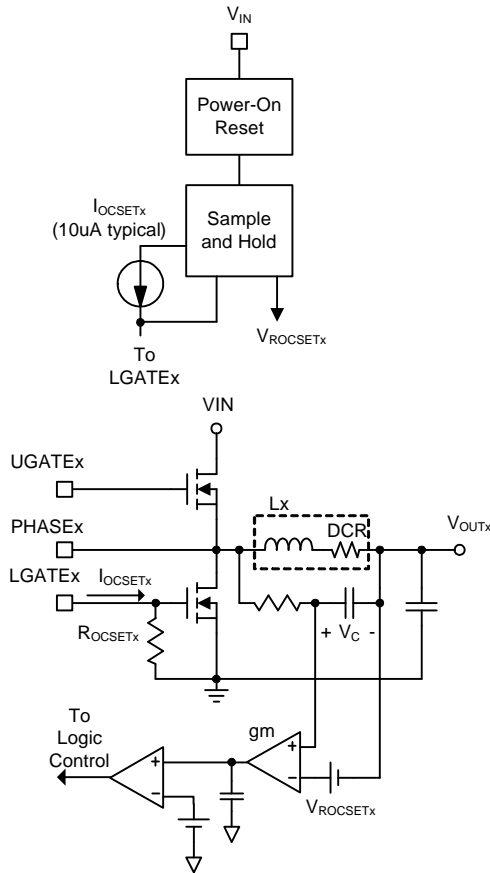 VIN
Power-On
Reset
IOCSETx
(10uA typical)
Sample
and Hold
VROCSETx
To
LGATEx
VIN
UGATEx
Lx
PHASEx
DCR
VOUTx
LGATEx
IOCSETx
ROCSETx
+ VC -
To
Logic
Control
gm
+
-
+
-
VROCSETx